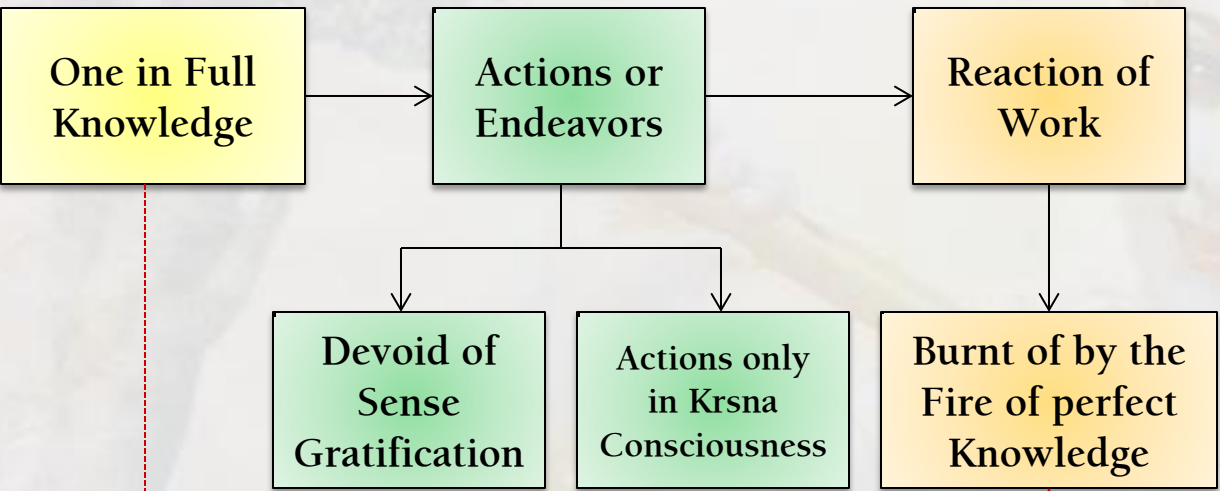 One in Full
Knowledge
Actions or
Endeavors
Reaction of
Work
Devoid of
Sense
Gratification
Actions only
in Krsna
Consciousness
Burnt of by the
Fire of perfect
Knowledge